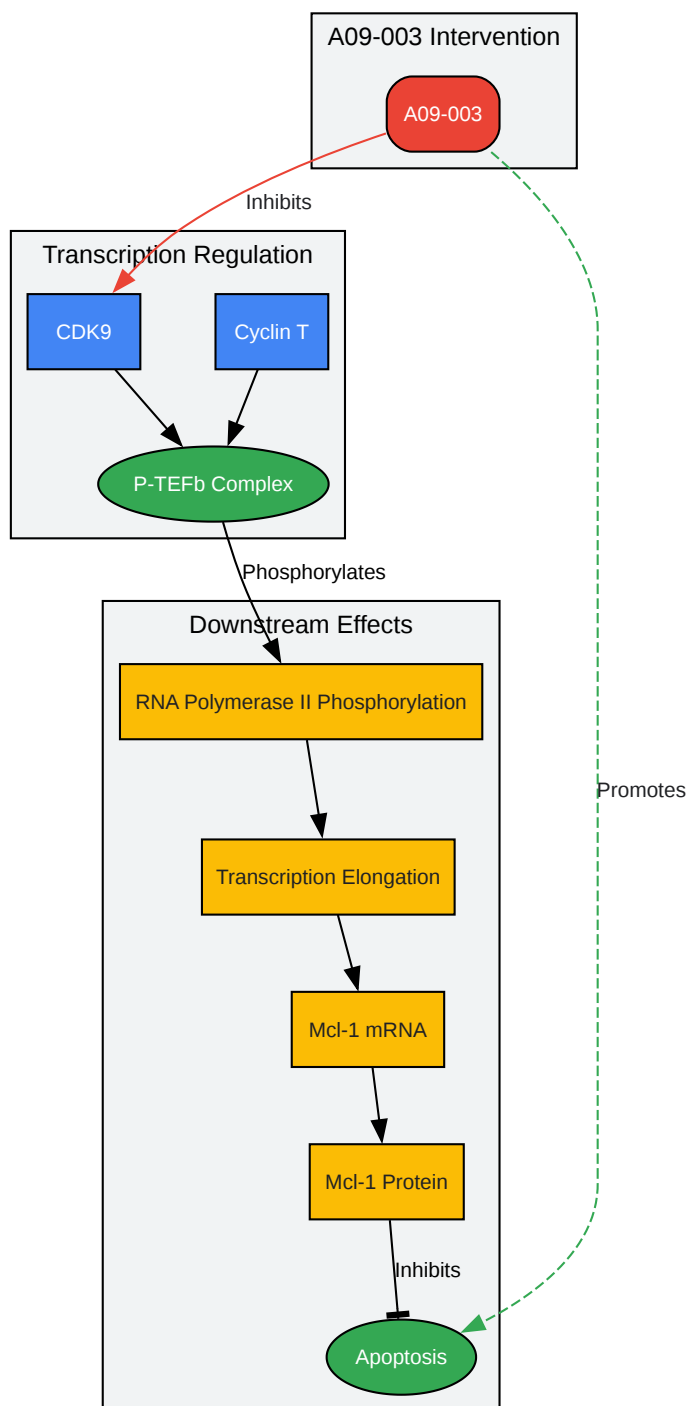 A09-003 Intervention
A09-003
Inhibits
Transcription Regulation
CDK9
Cyclin T
P-TEFb Complex
Phosphorylates
Downstream Effects
RNA Polymerase II Phosphorylation
Promotes
Transcription Elongation
Mcl-1 mRNA
Mcl-1 Protein
Inhibits
Apoptosis